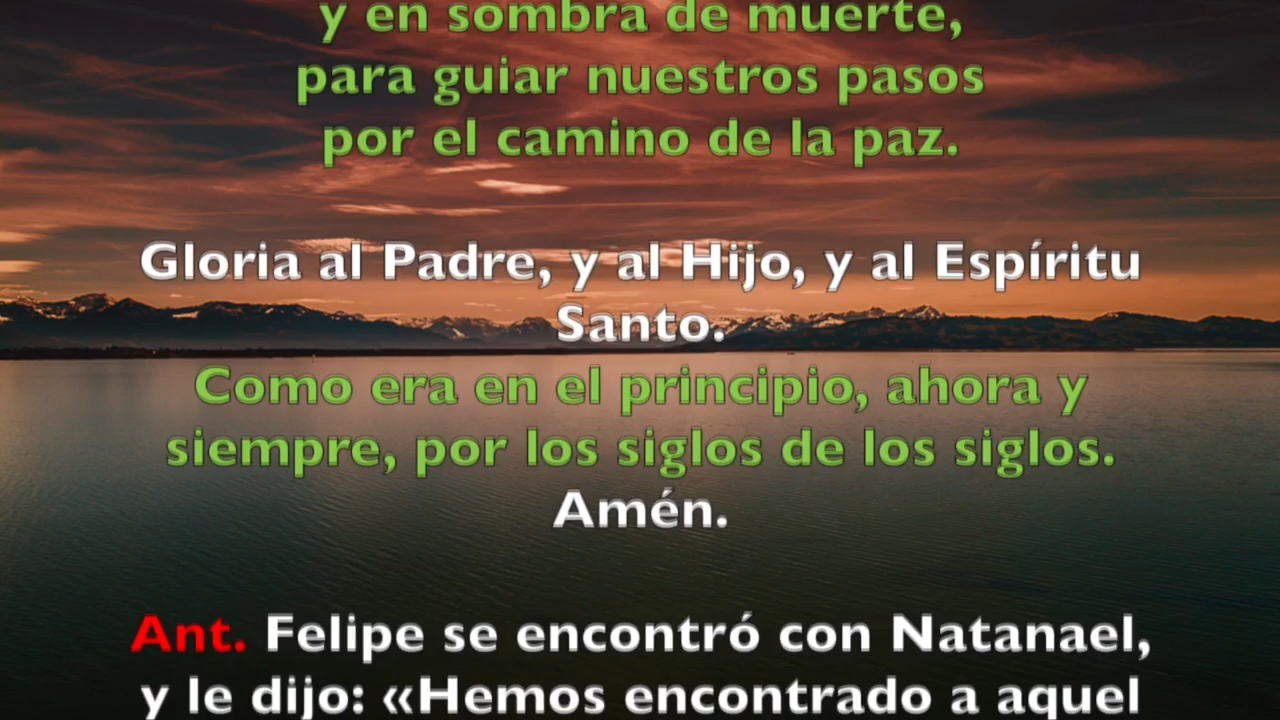 y en sombra de muerte,
para guiar nuestros pasos
por el camino de la paz.
Gloria al Padre, y al Hijo, y al Espíritu
Santo.
Como era en el principio, ahora y
siempre, por los siglos de los siglos.
Amén.
Ant. Felipe se encontró con Natanael,
y le dijo: «Hemos encontrado a aquel